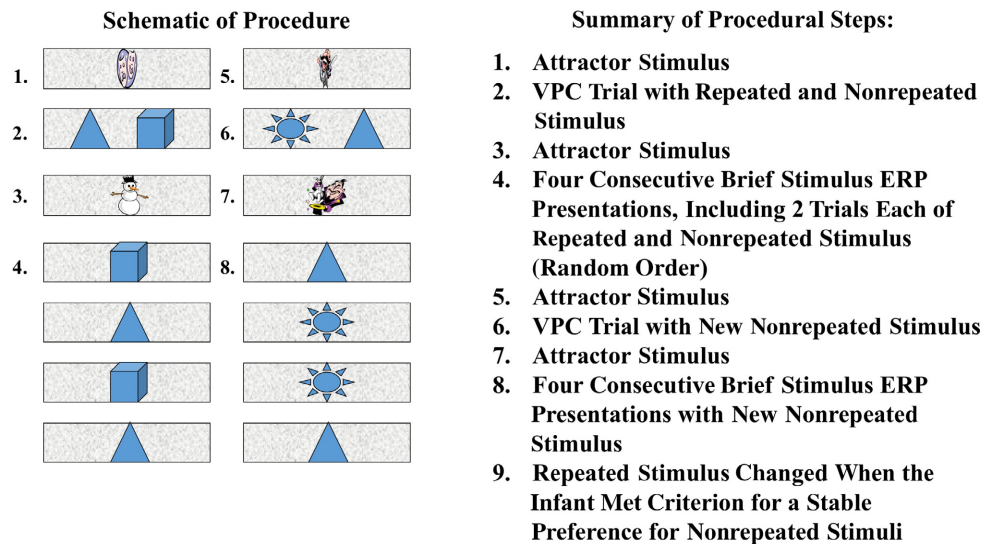 Schematic of Procedure
1.
5.
2.
6.
3.
7.
4.
8.
Summary of Procedural Steps:
1. Attractor Stimulus
2. VPC Trial with Repeated and Nonrepeated
Stimulus
3. Attractor Stimulus
4. Four Consecutive Brief Stimulus ERP
Presentations, Including 2 Trials Each of
Repeated and Nonrepeated Stimulus
(Random Order)
5. Attractor Stimulus
6. VPC Trial with New Nonrepeated Stimulus
7. Attractor Stimulus
8. Four Consecutive Brief Stimulus ERP
Presentations with New Nonrepeated
Stimulus
9. Repeated Stimulus Changed When the
Infant Met Criterion for a Stable
Preference for Nonrepeated Stimuli